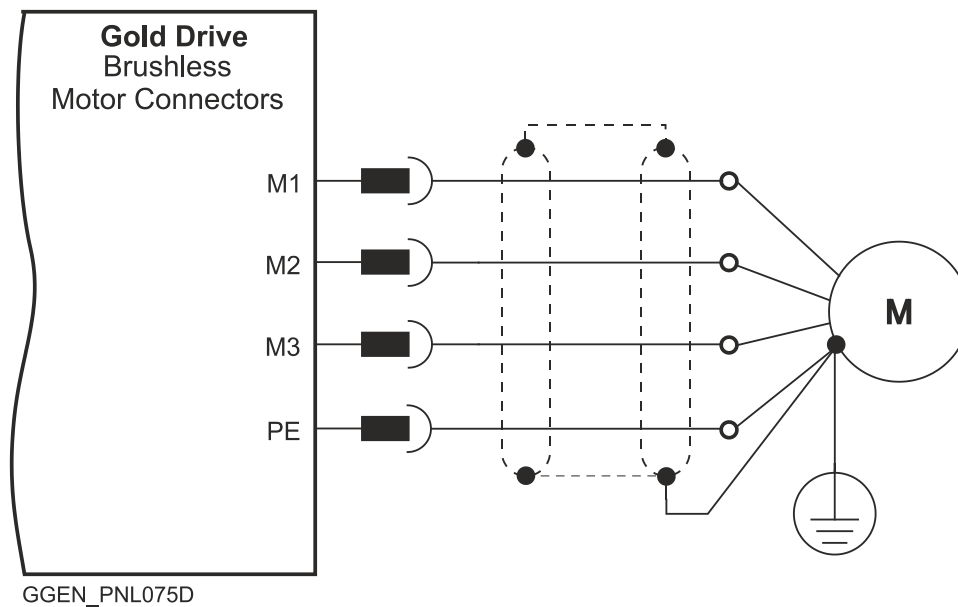 Gold Drive
Brushless
Motor Connectors
M1
M2
M3
PE
M
GGEN_PNL075D